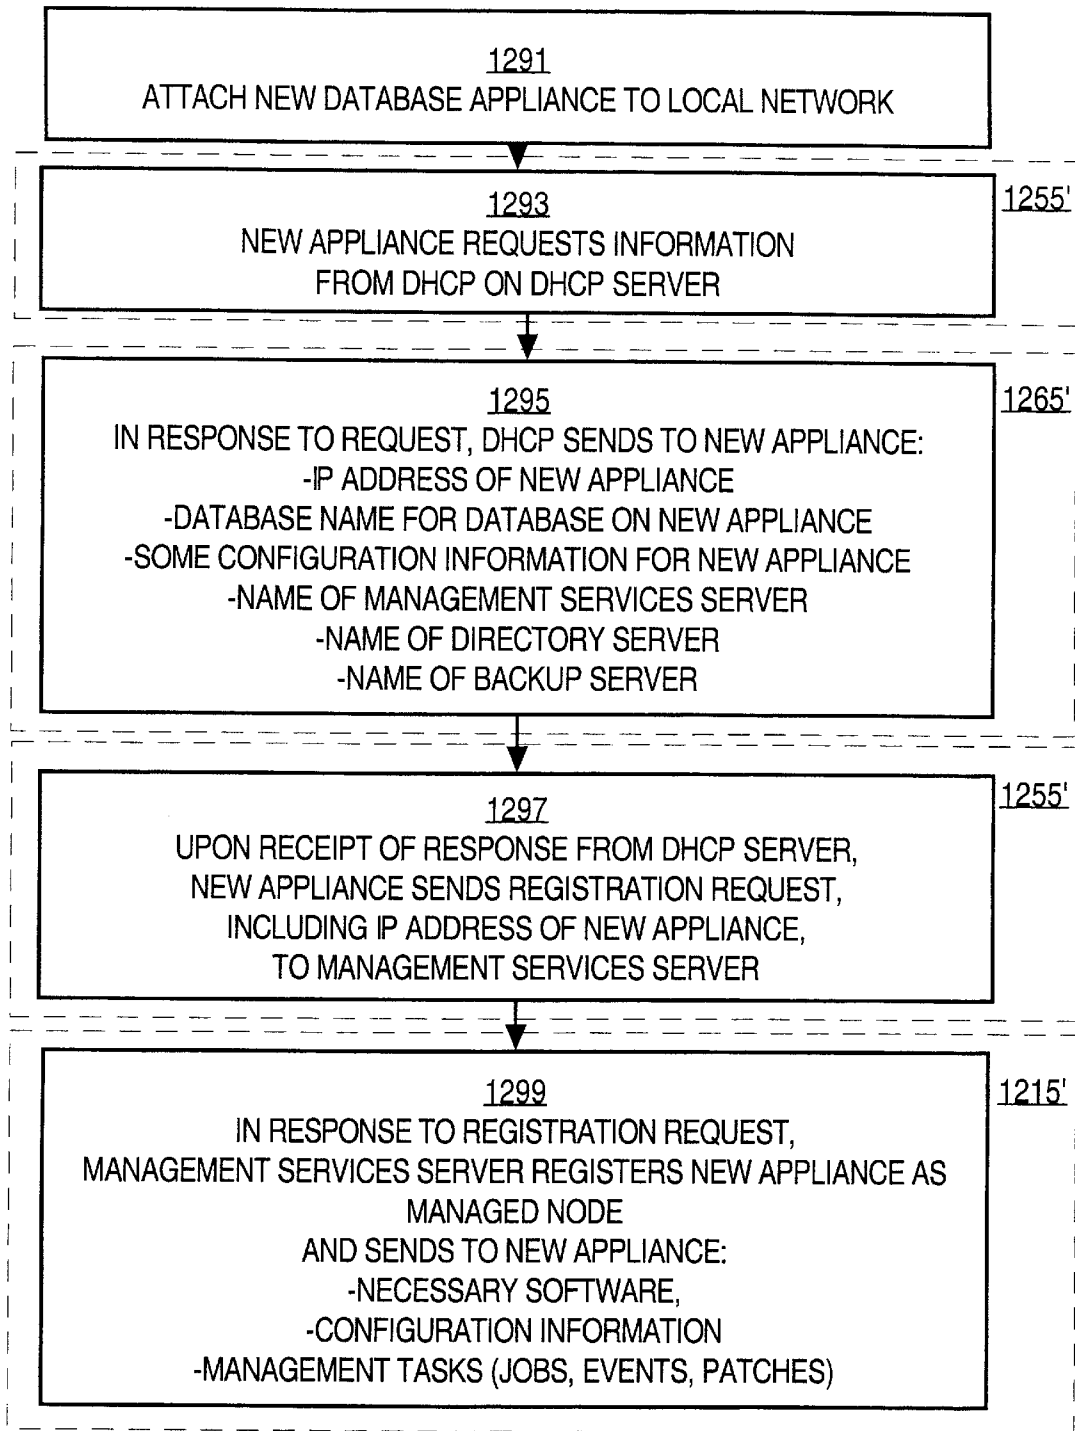 1291
ATTACH NEW DATABASE APPLIANCE TO LOCAL NETWORK
1255'
1293
NEW APPLIANCE REQUESTS INFORMATION
FROM DHCP ON DHCP SERVER
1265'
1295
IN RESPONSE TO REQUEST, DHCP SENDS TO NEW APPLIANCE:
-IP ADDRESS OF NEW APPLIANCE
-DATABASE NAME FOR DATABASE ON NEW APPLIANCE
-SOME CONFIGURATION INFORMATION FOR NEW APPLIANCE
-NAME OF MANAGEMENT SERVICES SERVER
-NAME OF DIRECTORY SERVER
-NAME OF BACKUP SERVER
1255'
1297
UPON RECEIPT OF RESPONSE FROM DHCP SERVER,
NEW APPLIANCE SENDS REGISTRATION REQUEST,
INCLUDING IP ADDRESS OF NEW APPLIANCE,
TO MANAGEMENT SERVICES SERVER
1215'
1299
IN RESPONSE TO REGISTRATION REQUEST,
MANAGEMENT SERVICES SERVER REGISTERS NEW APPLIANCE AS
MANAGED NODE
AND SENDS TO NEW APPLIANCE:
-NECESSARY SOFTWARE,
-CONFIGURATION INFORMATION
-MANAGEMENT TASKS (JOBS, EVENTS, PATCHES)